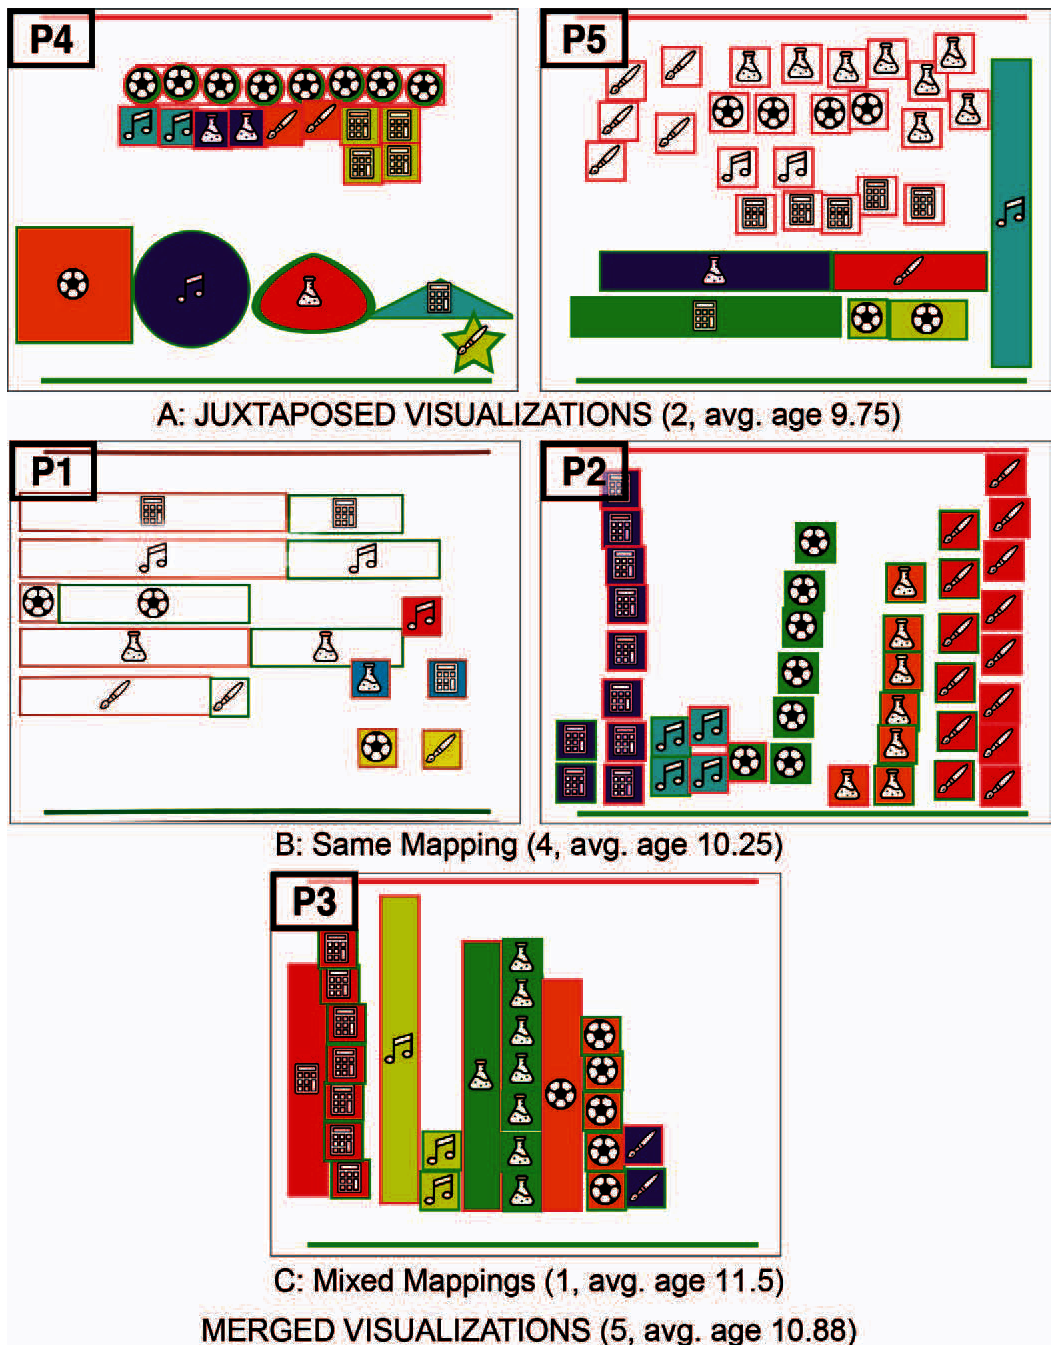 P4
P5
A: JUXTAPOSED VISUALIZATIONS (2, avg. age 9.75)
P1
P2
B: Same Mapping (4, avg. age 10.25)
P3
C: Mixed Mappings (1, avg. age 11.5)
MERGED VISUALIZATIONS (5, avg. age 10.88)